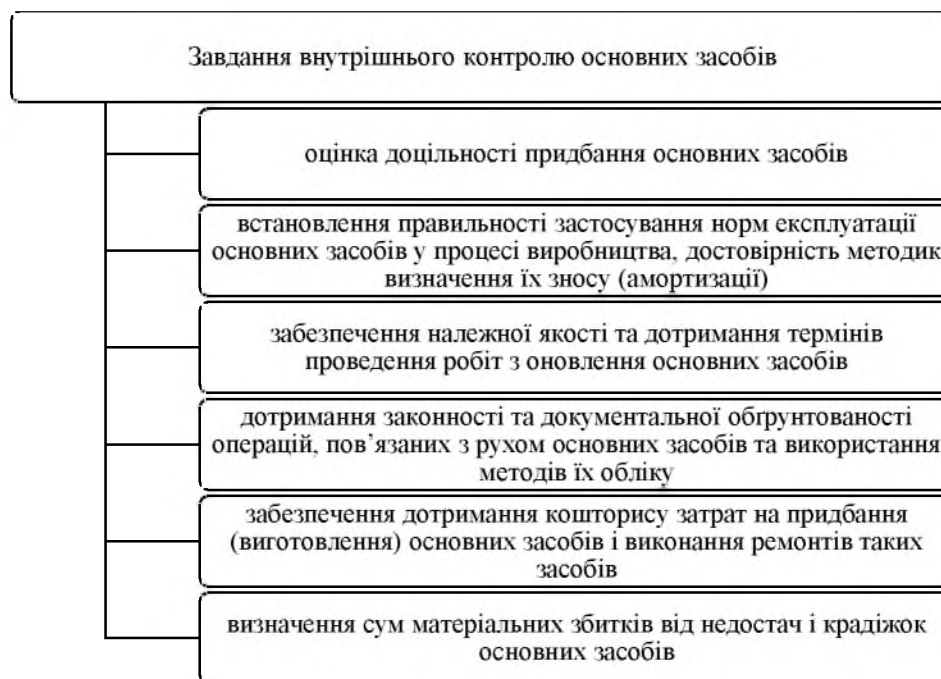 Завдання внутрішнього контролю основних засобів
оцінка доцільності придбання основних засобів
встановлення правильності застосування норм експлуатації
основних засобів у процесі виробництва, достовірність методик
визначення їх зносу (амортизації)
забезпечення належної якості та дотримання термінів
проведення робіт з оновлення основних засобів
дотримання законності та документальної обґрунтованості
операцій, пов’язаних з рухом основних засобів та використання
методів їх обліку
забезпечення дотримання кошторису затрат на придбання
(виготовлення) основних засобів і виконання ремонтів таких
засобів
визначення сум матеріальних збитків від недостач і крадіжок
основних засобів